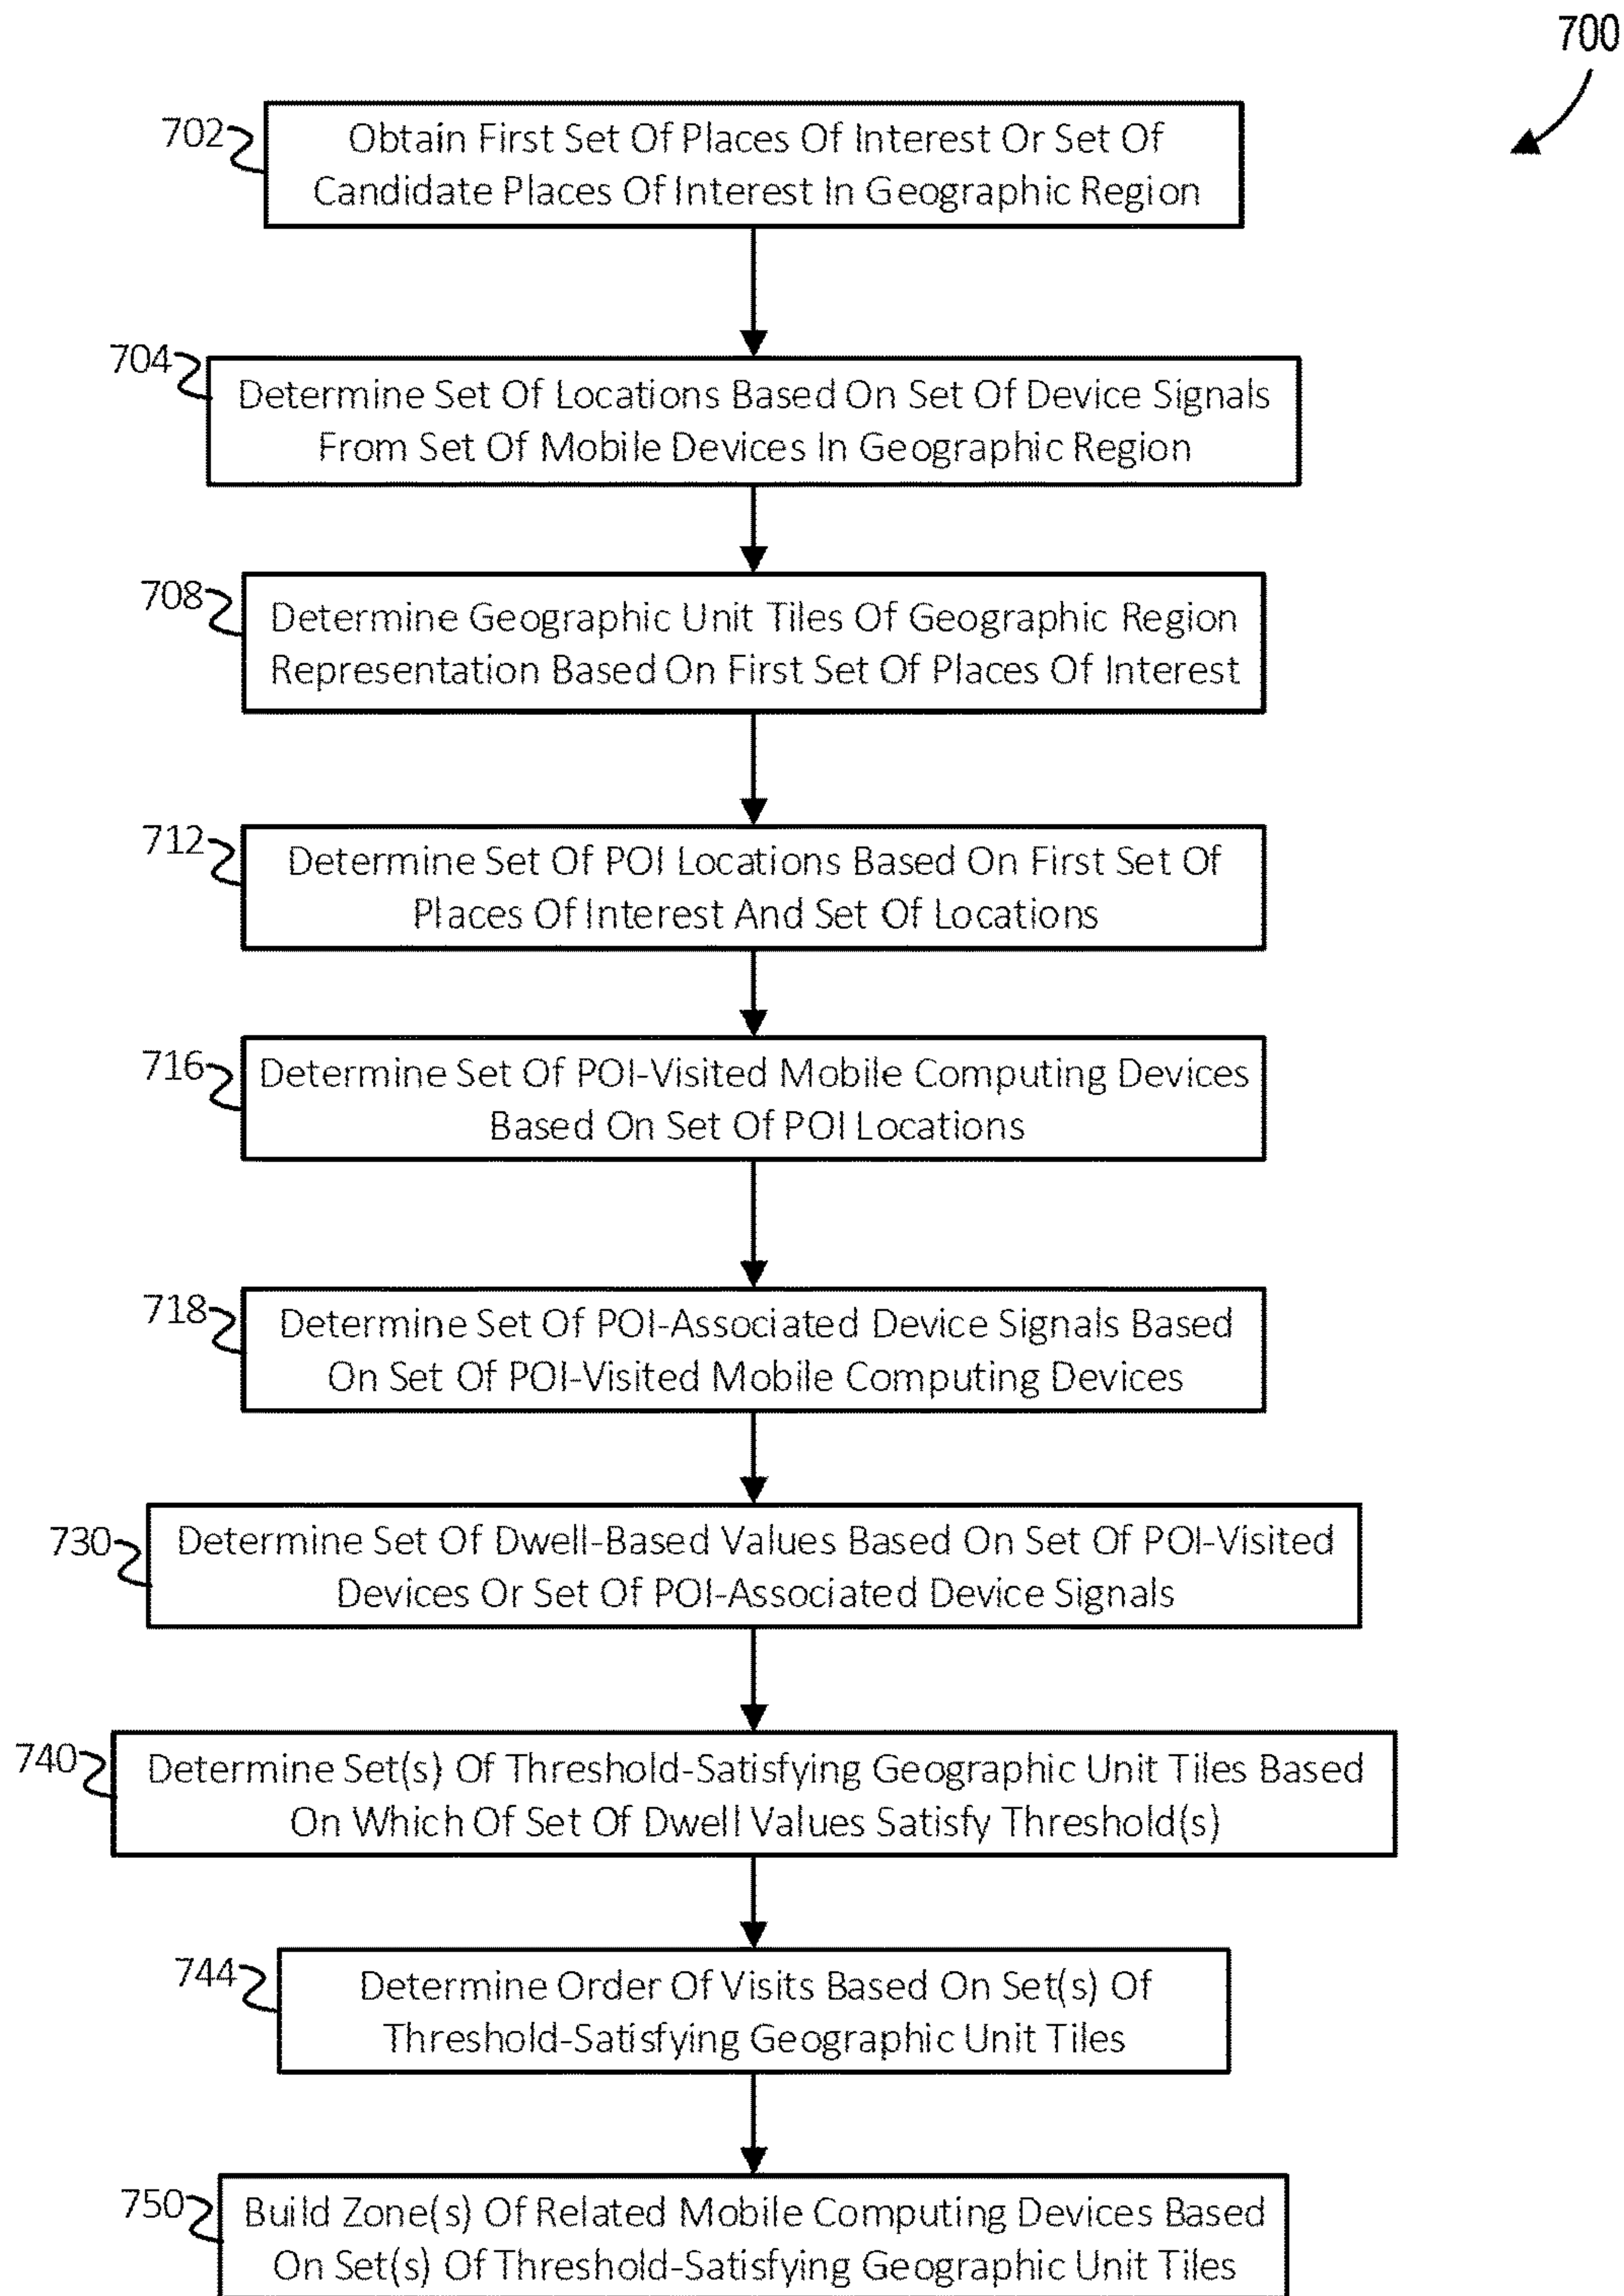 700
702
Obtain First Set Of Places Of Interest Or Set Of
Candidate Places Of Interest In Geographic Region
704
Determine Set Of Locations Based On Set Of Device Signals
From Set Of Mobile Devices In Geographic Region
708
Determine Geographic Unit Tiles Of Geographic Region
Representation Based On First Set Of Places Of Interest
712
Determine Set Of POI Locations Based On First Set Of
Places Of Interest And Set Of Locations
716
Determine Set Of POI-Visited Mobile Computing Devices
Based On Set Of POI Locations
718
Determine Set Of POI-Associated Device Signals Based
On Set Of POI-Visited Mobile Computing Devices
730
Determine Set Of Dwell-Based Values Based On Set Of POI-Visited
Devices Or Set Of POI-Associated Device Signals
740
Determine Set(s) Of Threshold-Satisfying Geographic Unit Tiles Based
On Which Of Set Of Dwell Values Satisfy Threshold(s)
744
Determine Order Of Visits Based On Set(s) Of
Threshold-Satisfying Geographic Unit Tiles
750
Build Zone(s) Of Related Mobile Computing Devices Based
On Set(s) Of Threshold-Satisfying Geographic Unit Tiles